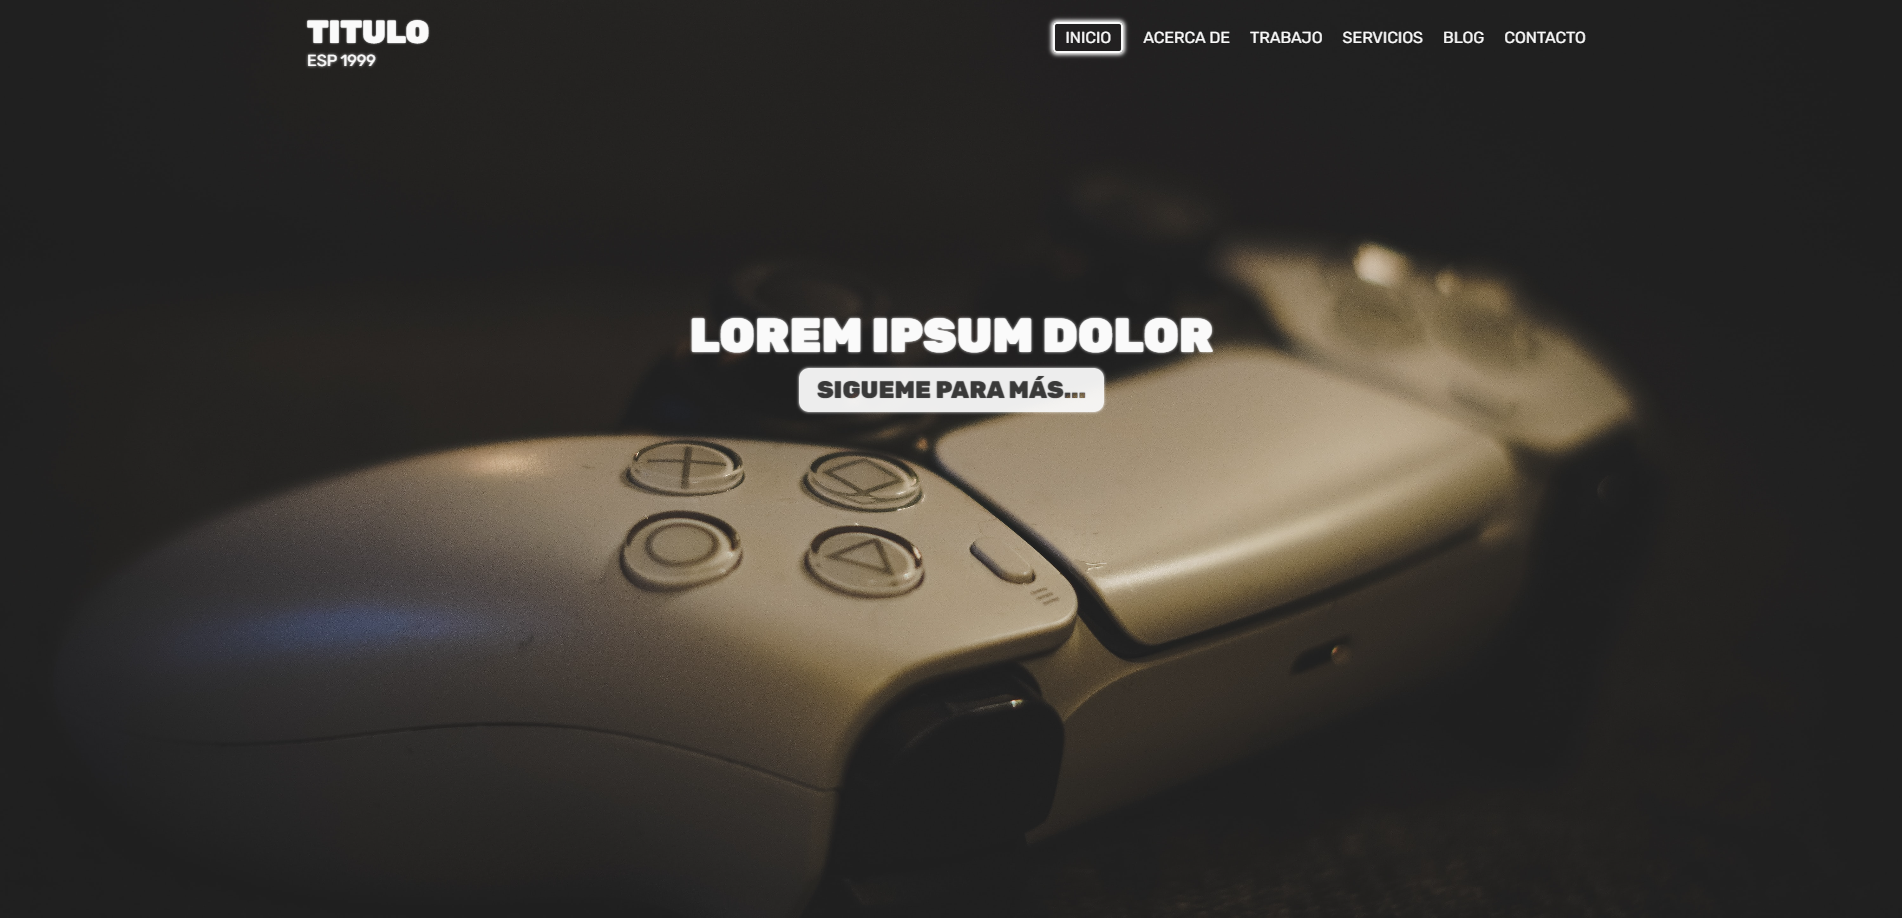 TITULO
ESP 1999
INICIO ACERCA DE TRABAJO SERVICIOS BLOG CONTACTO
LOREM IPSUM DOLOR
SIGUEME PARA MÁS...